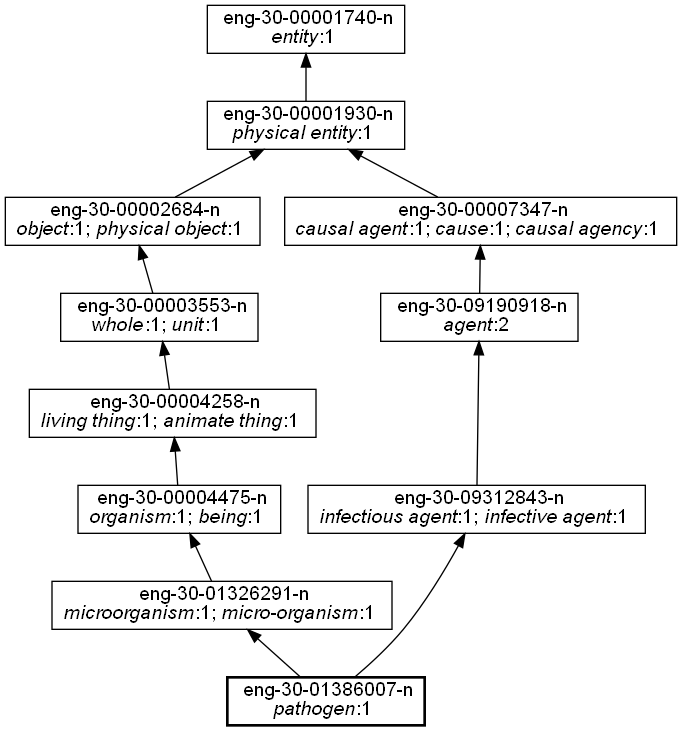 eng-30-00001740-n
entity:1
eng-30-00001930-n
physical entity:1
eng-30-00002684-n
object:1; physical object:1
eng-30-00007347-n
causal agent:1; cause:1; causal agency:1
eng-30-00003553-n
whole:1; unit:1
eng-30-09190918-n
agent:2
eng-30-00004258-n
living thing:1; animate thing:1
eng-30-00004475-n
organism:1; being:1
eng-30-09312843-n
infectious agent:1; infective agent:1
eng-30-01326291-n
microorganism:1; micro-organism:1
eng-30-01386007-n
pathogen:1